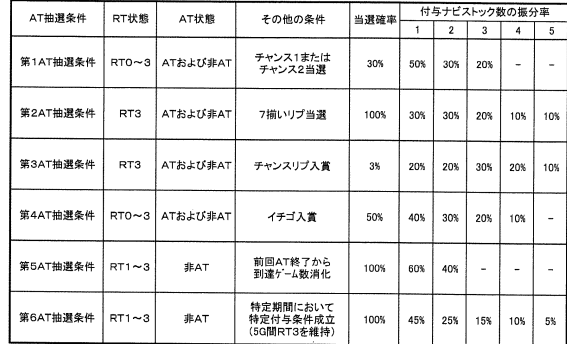 AT抽選条件 RT状態 AT状態 その他の条件 当選確率 付与ナビストック数の振分率
1 2 3 4 5
第1AT抽選条件 RT0～3 ATおよび非AT チャンス1または
チャンス2当選 30% 50% 30% 20% － －
第2AT抽選条件 RT3 ATおよび非AT 7揃いリプ当選 100% 30% 30% 20% 10% 10%
第3AT抽選条件 RT3 ATおよび非AT チャンスリプ入賞 3% 20% 20% 30% 20% 10%
第4AT抽選条件 RT0～3 ATおよび非AT イチゴ入賞 50% 40% 30% 20% 10% －
第5AT抽選条件 RT1～3 非AT 前回AT終了から
到達ゲーム数消化 100% 60% 40% － － －
第6AT抽選条件 RT1～3 非AT 特定期間において
特定付与条件成立
(5G間RT3を維持) 100% 45% 25% 15% 10% 5%